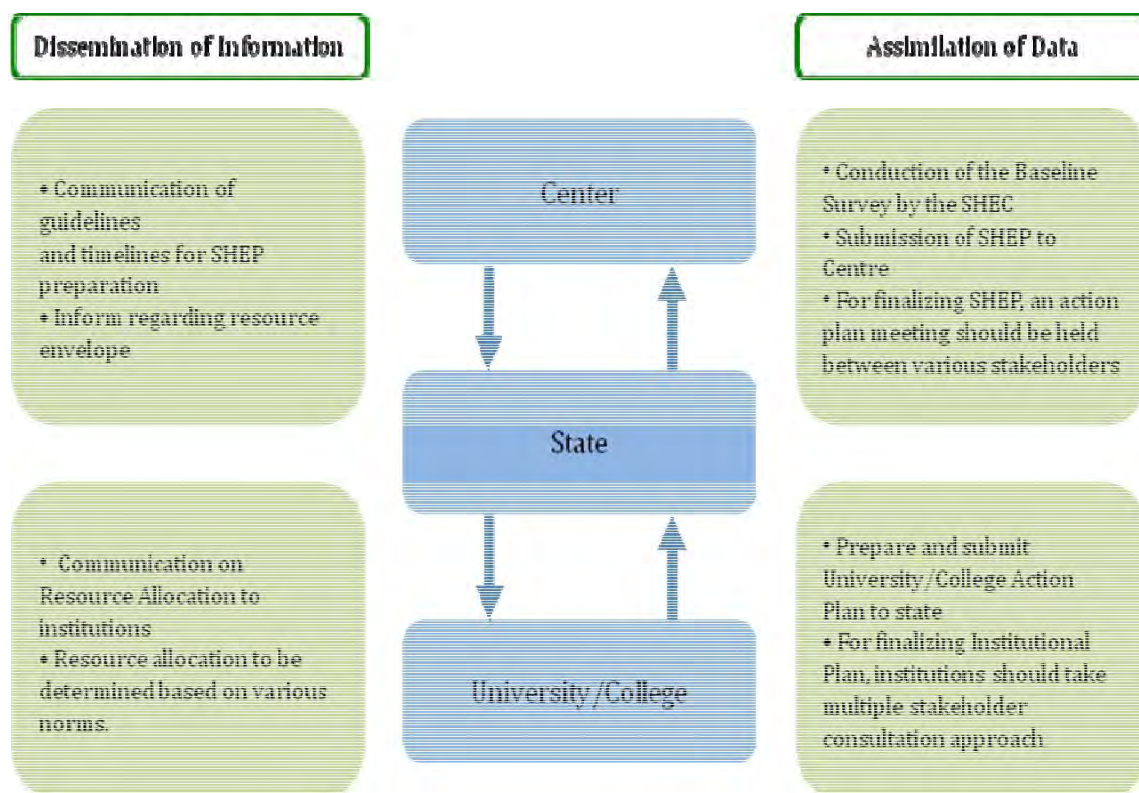 Dissemination of Information
Assimilation of Data
• Communication of
guidelines
and timelines for SHEP
preparation
• Inform regarding resource
envelope
Center
• Conduction of the Baseline
Survey by the SHEC
• Submission of SHEP to
Centre
• For finalizing SHEP, an action
plan meeting should be held
between various stakeholders
State
• Communication on
Resource Allocation to
institutions
• Resource allocation to be
determined based on various
norms.
University/College
• Prepare and submit
University/College Action
Plan to state
• For finalizing Institutional
Plan, institutions should take
multiple stakeholder
consultation approach